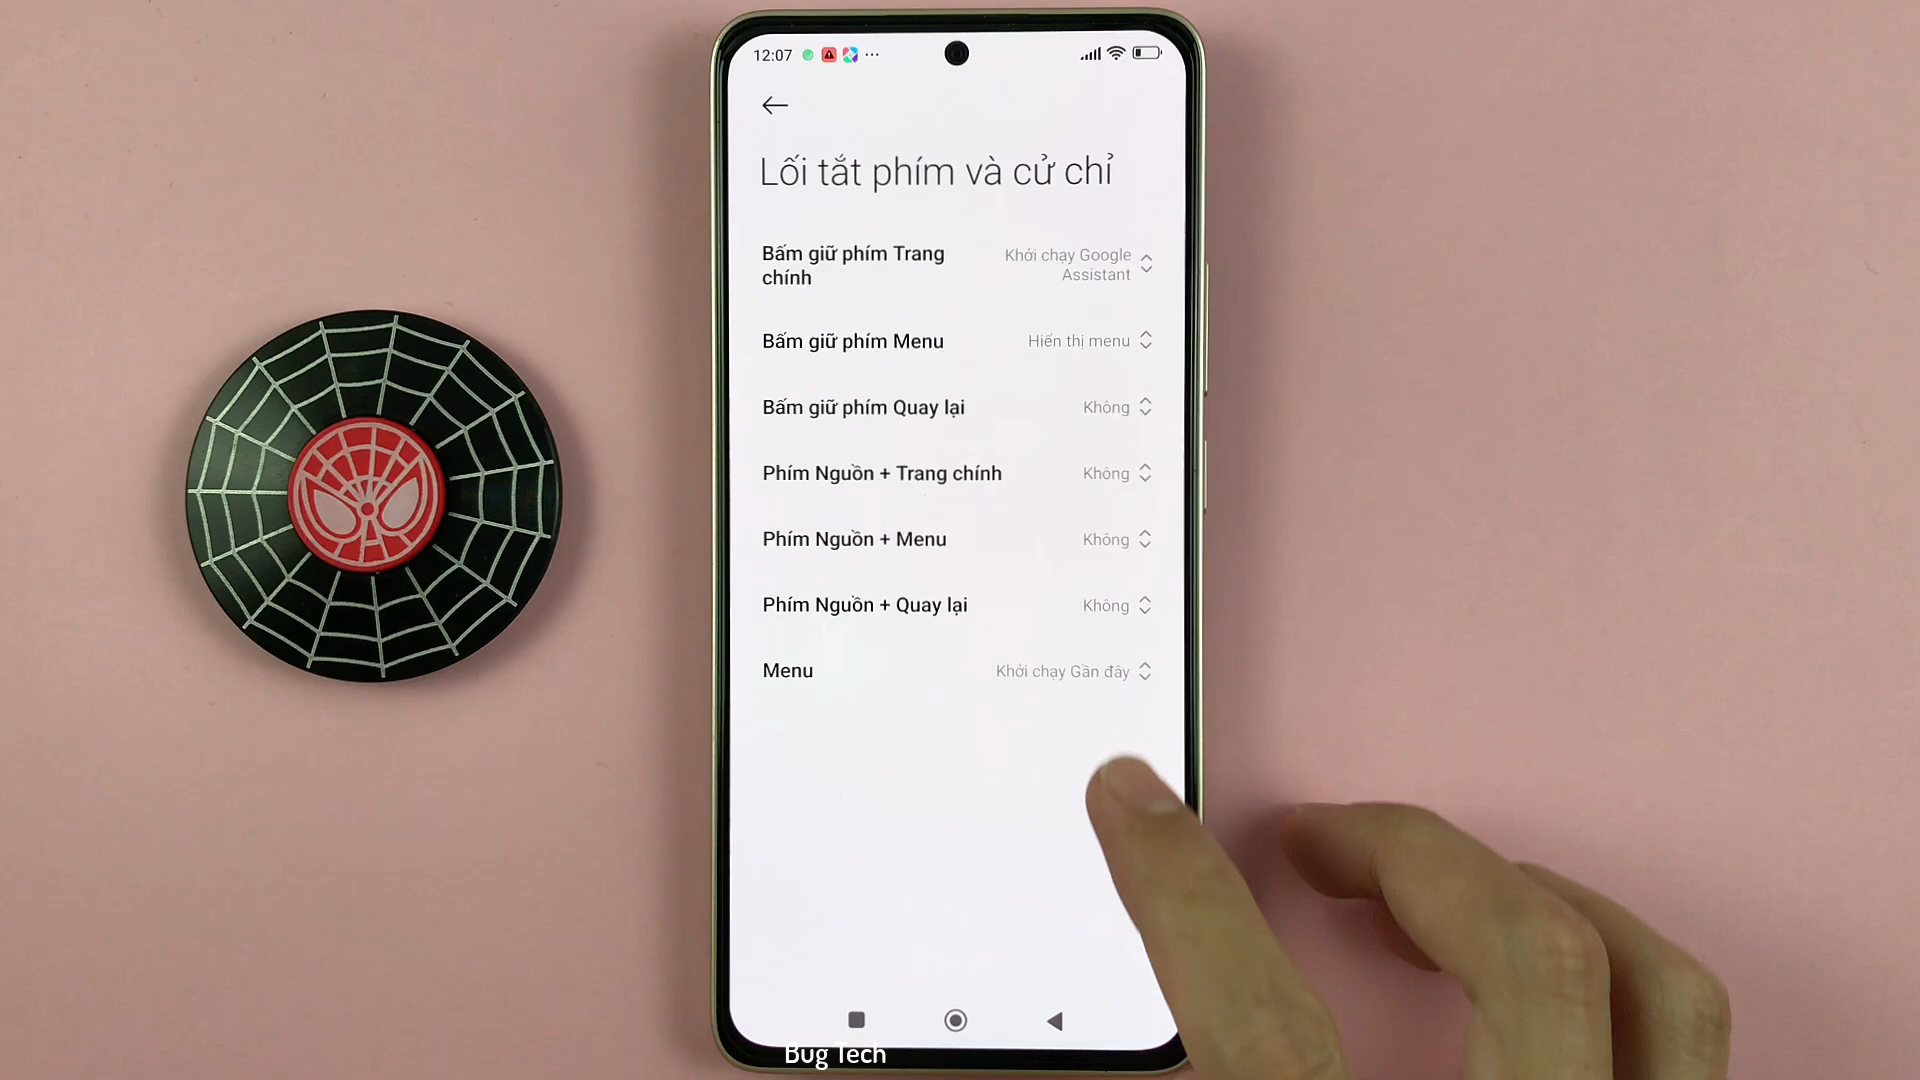 12:07
Lối tắt phím và cử chỉ
Bấm giữ phím Trang
chính
Khởi chạy Google
Assistant
Bấm giữ phím Menu
Hiển thị menu
Bấm giữ phím Quay lại
Không
Phím Nguồn + Trang chính
Không
Phím Nguồn + Menu
Không
Phím Nguồn + Quay lại
Không
Menu
Khởi chạy Gần đây
Bug Tech